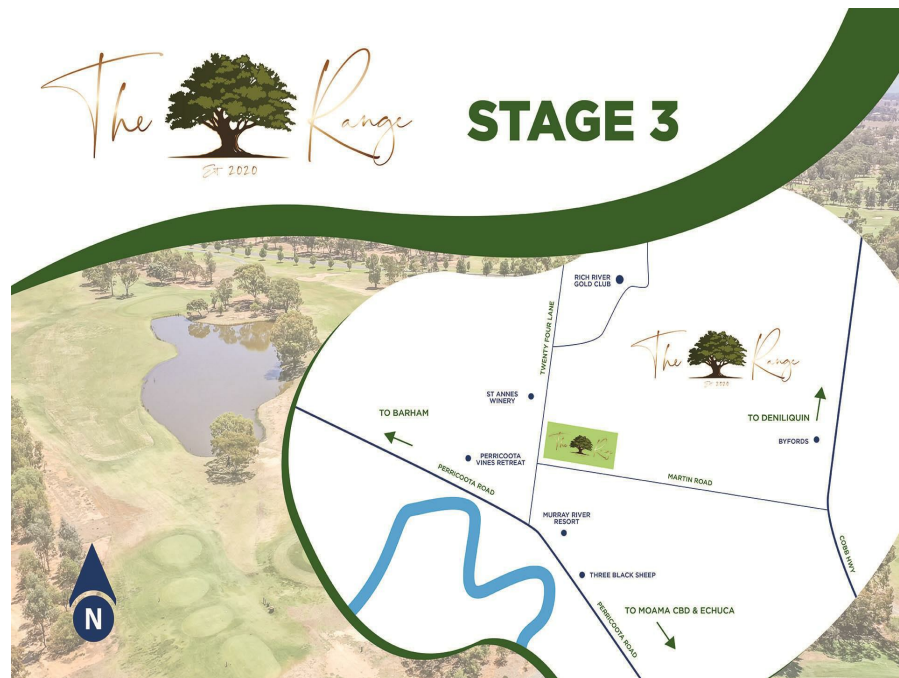 The Range
Est 2020
STAGE 3
RICH RIVER
GOLD CLUB
TWENTY FOUR LANE
The Range
Est 2020
ST ANNES
WINERY
TO BARHAM
TO DENILIQUIN
BYFORDS
The Range
PERRICOOTA
VINES RETREAT
PERRICOOTA ROAD
MARTIN ROAD
MURRAY RIVER
RESORT
COBB HWY
THREE BLACK SHEEP
PERRICOOTA ROAD
TO MOAMA CBD & ECHUCA
N